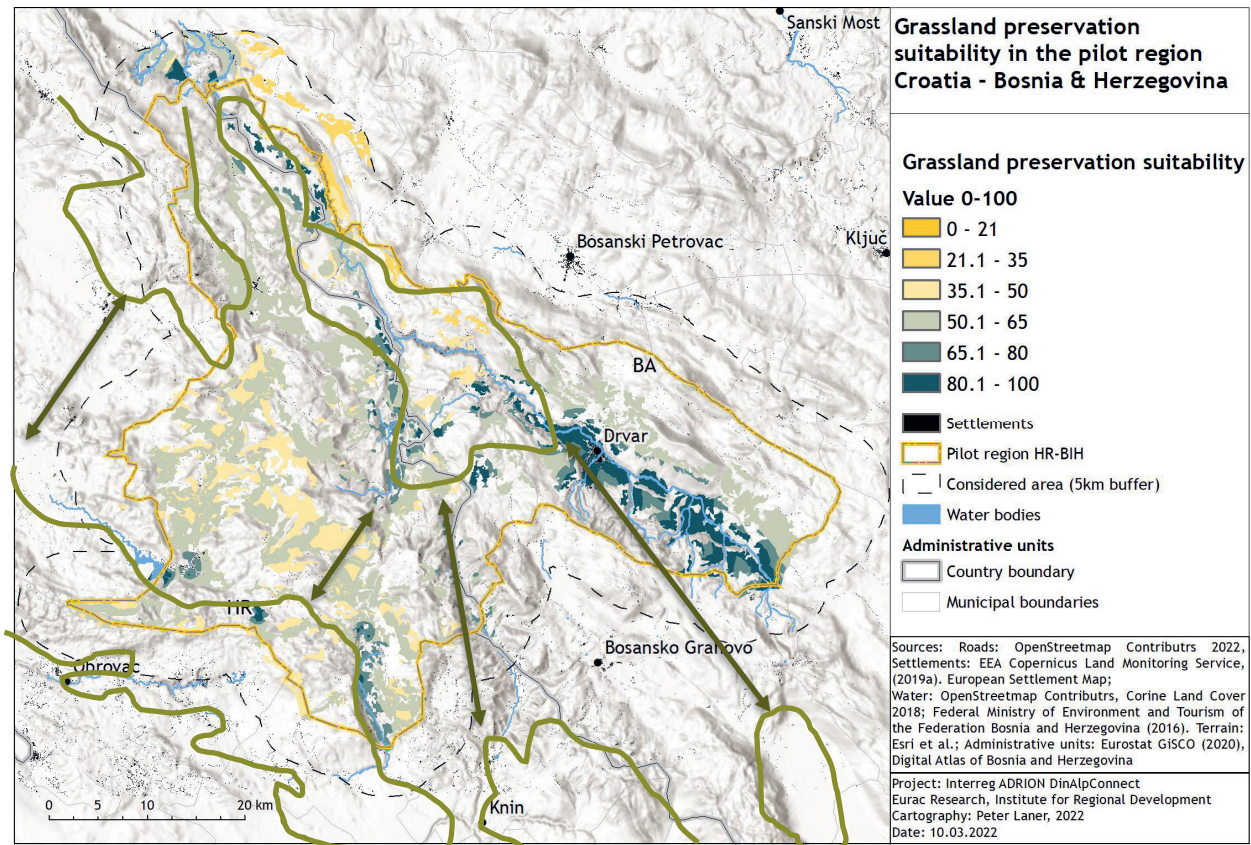 Sanski Most
Bosanski Petrovac
Ključ
BA
Drvar
HR
Obrovac
Bosansko Grahovo
Knin
0 5 10 20 km
Grassland preservation
suitability in the pilot region
Croatia - Bosnia & Herzegovina
Grassland preservation suitability
Value 0-100
0 - 21
21.1 - 35
35.1 - 50
50.1 - 65
65.1 - 80
80.1 - 100
Settlements
Pilot region HR-BIH
Considered area (5km buffer)
Water bodies
Administrative units
Country boundary
Municipal boundaries
Sources: Roads: OpenStreetmap Contributrs 2022,
Settlements: EEA Copernicus Land Monitoring Service,
(2019a). European Settlement Map;
Water: OpenStreetmap Contributrs, Corine Land Cover
2018; Federal Ministry of Environment and Tourism of
the Federation Bosnia and Herzegovina (2016). Terrain:
Esri et al.; Administrative units: Eurostat GiSCO (2020),
Digital Atlas of Bosnia and Herzegovina
Project: Interreg ADRION DinAlpConnect
Eurac Research, Institute for Regional Development
Cartography: Peter Laner, 2022
Date: 10.03.2022